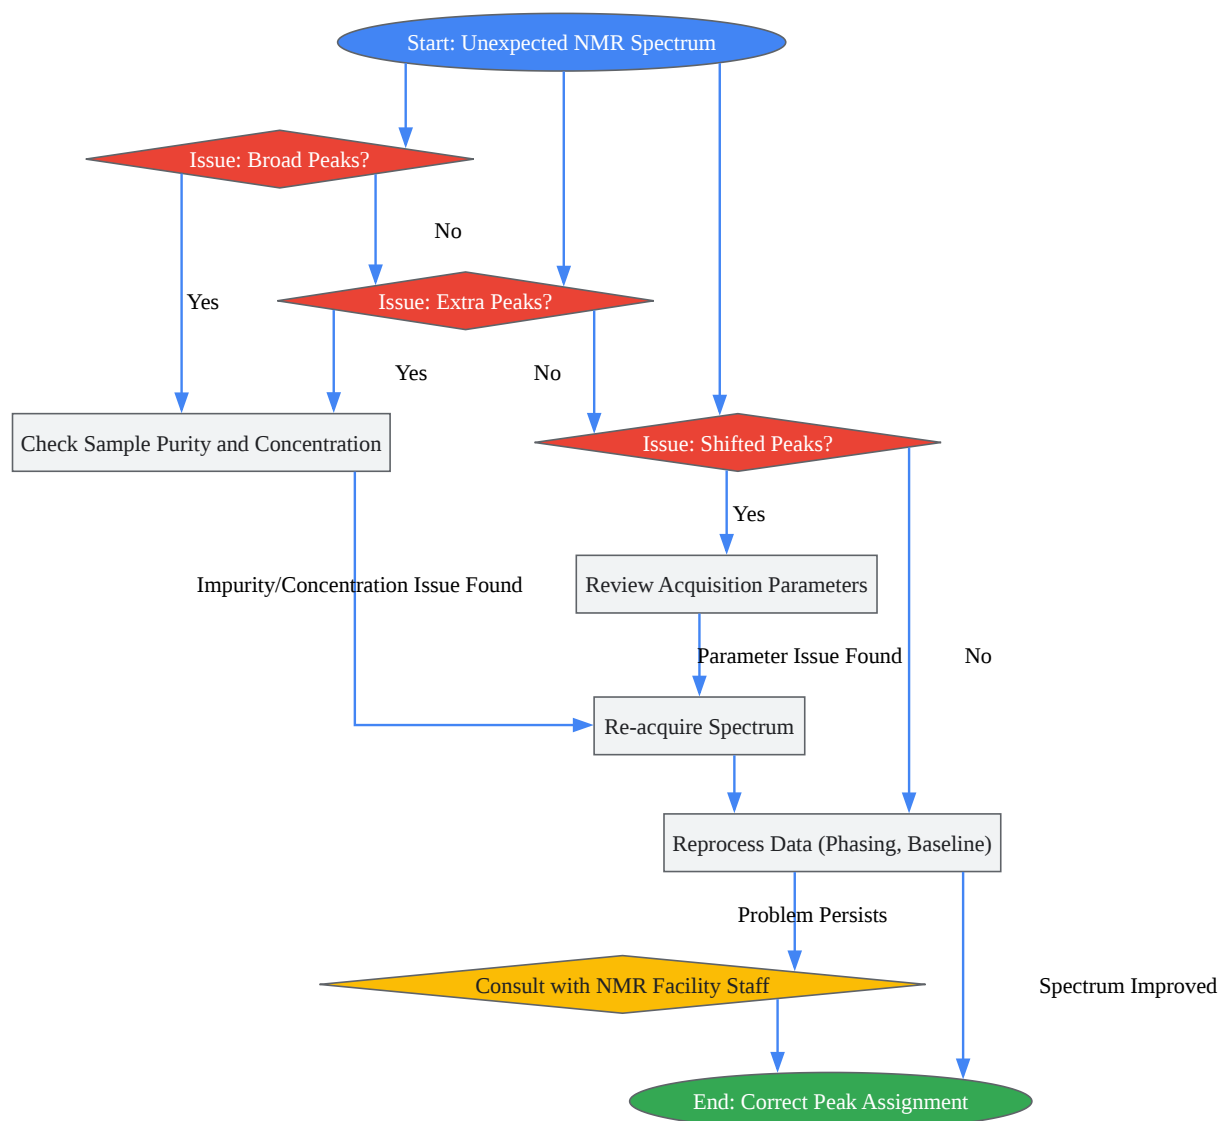 Start: Unexpected NMR Spectrum
Issue: Broad Peaks?
No
Yes
Issue: Extra Peaks?
Yes
No
Check Sample Purity and Concentration
Issue: Shifted Peaks?
Yes
Impurity/Concentration Issue Found
Review Acquisition Parameters
Parameter Issue Found
No
Re-acquire Spectrum
Reprocess Data (Phasing, Baseline)
Problem Persists
Consult with NMR Facility Staff
Spectrum Improved
End: Correct Peak Assignment